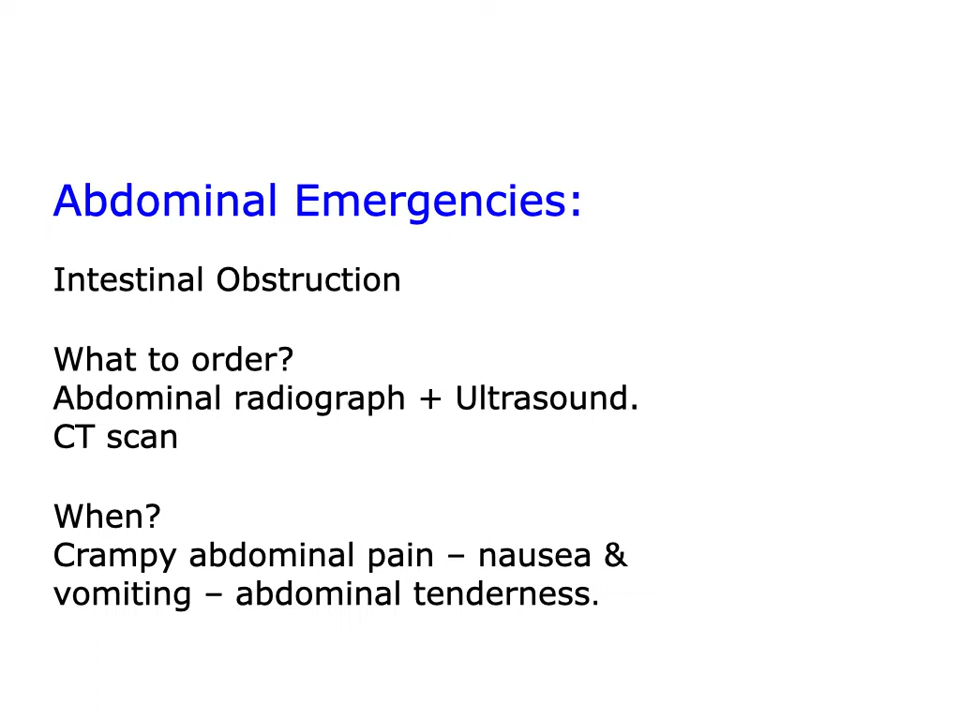 Abdominal Emergencies:
Intestinal Obstruction
What to order?
Abdominal radiograph + Ultrasound.
CT scan
When?
Crampy abdominal pain – nausea &
vomiting – abdominal tenderness.